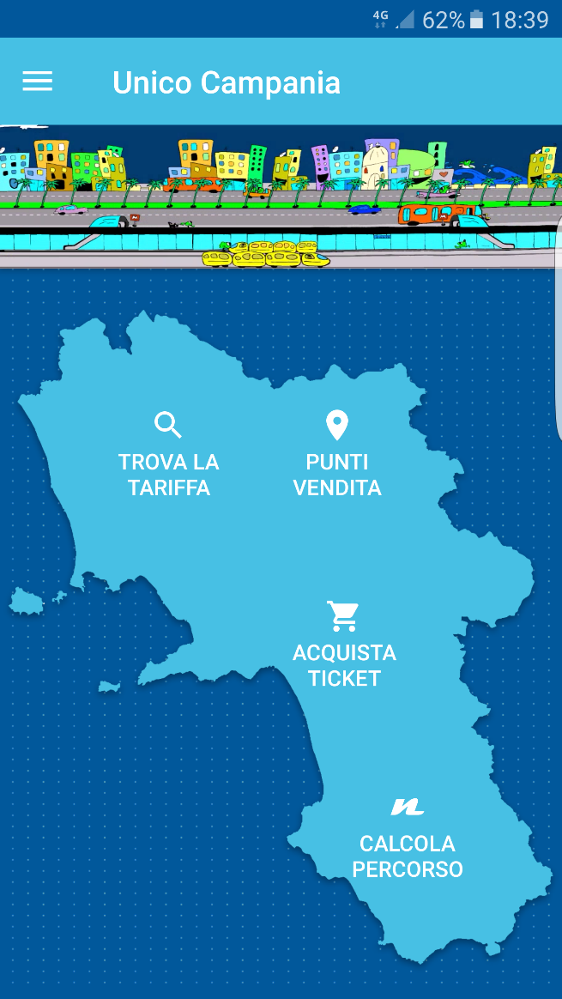 4G 62% 18:39
Unico Campania
TROVA LA
TARIFFA
PUNTI
VENDITA
ACQUISTA
TICKET
n
CALCOLA
PERCORSO